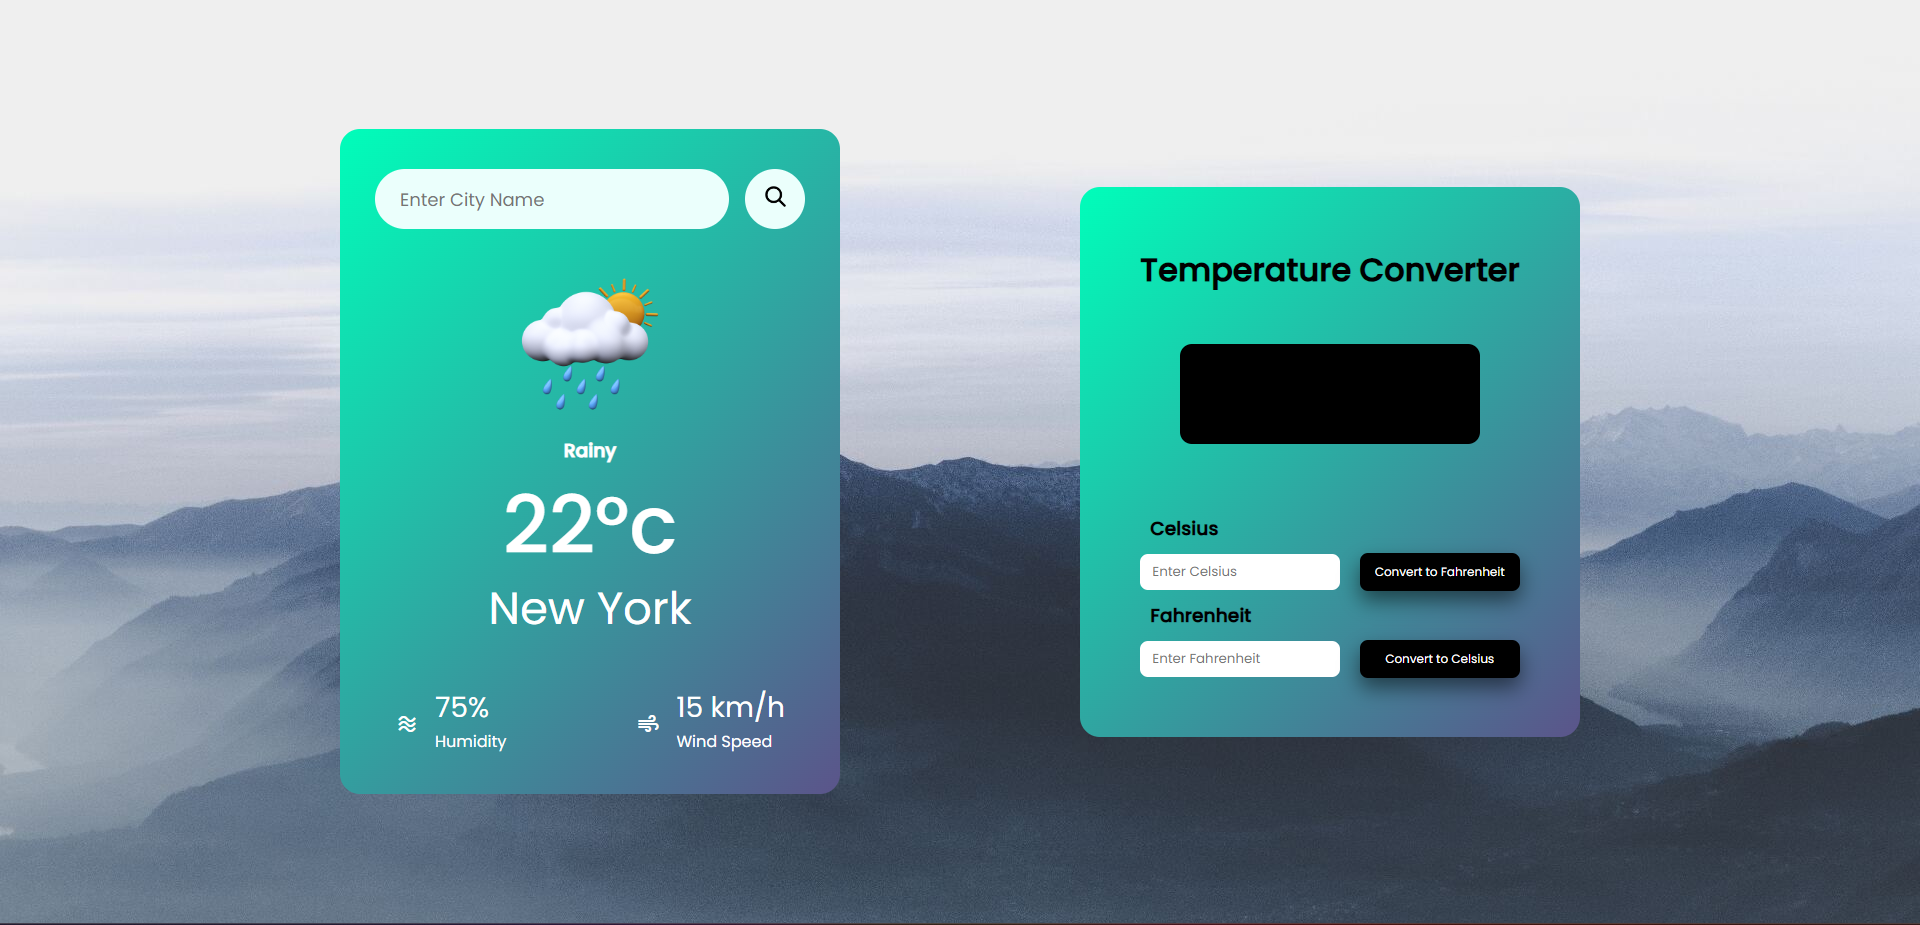 Enter City Name
Rainy
22°c
New York
75%
Humidity
15 km/h
Wind Speed
Temperature Converter
Celsius
Enter Celsius
Convert to Fahrenheit
Fahrenheit
Enter Fahrenheit
Convert to Celsius